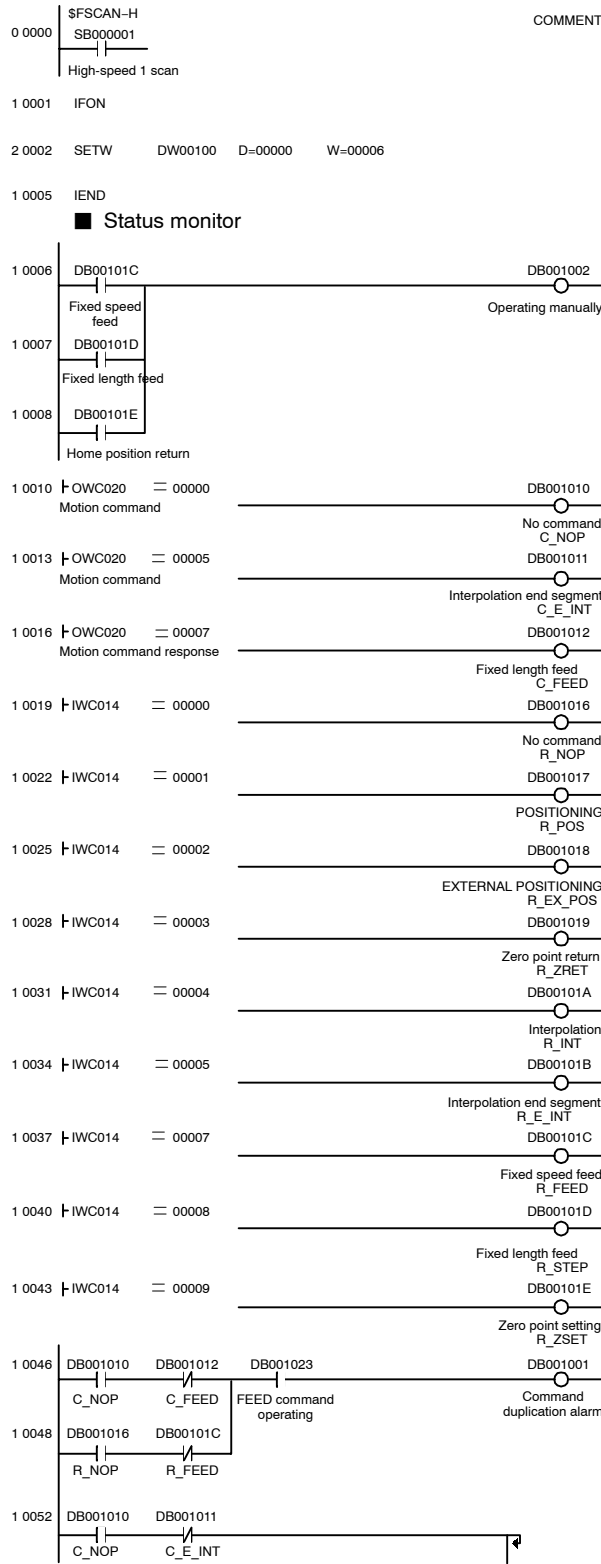 $FSCAN–H
COMMENT
0 0000 SB000001
High-speed 1 scan
1 0001 IFON
2 0002 SETW DW00100 D=00000 W=00006
1 0005 IEND
■ Status monitor
1 0006 DB00101C DB001002
Fixed speed feed Operating manually
1 0007 DB00101D
Fixed length feed
1 0008 DB00101E
Home position return
1 0010 OWC020 = 00000 DB001010
Motion command
No command
C_NOP
1 0013 OWC020 = 00005 DB001011
Motion command
Interpolation end segment
C_E_INT
1 0016 OWC020 = 00007 DB001012
Motion command response
Fixed length feed
C_FEED
1 0019 IWC014 = 00000 DB001016
No command
R_NOP
1 0022 IWC014 = 00001 DB001017
POSITIONING
R_POS
1 0025 IWC014 = 00002 DB001018
EXTERNAL POSITIONING
R_EX_POS
1 0028 IWC014 = 00003 DB001019
Zero point return
R_ZRET
1 0031 IWC014 = 00004 DB00101A
Interpolation
R_INT
1 0034 IWC014 = 00005 DB00101B
Interpolation end segment
R_E_INT
1 0037 IWC014 = 00007 DB00101C
Fixed speed feed
R_FEED
1 0040 IWC014 = 00008 DB00101D
Fixed length feed
R_STEP
1 0043 IWC014 = 00009 DB00101E
Zero point setting
R_ZSET
1 0046 DB001010 DB001012 DB001023 DB001001
C_NOP C_FEED FEED command operating Command duplication alarm
1 0048 DB001016 DB00101C
R_NOP R_FEED
1 0052 DB001010 DB001011
C_NOP C_E_INT